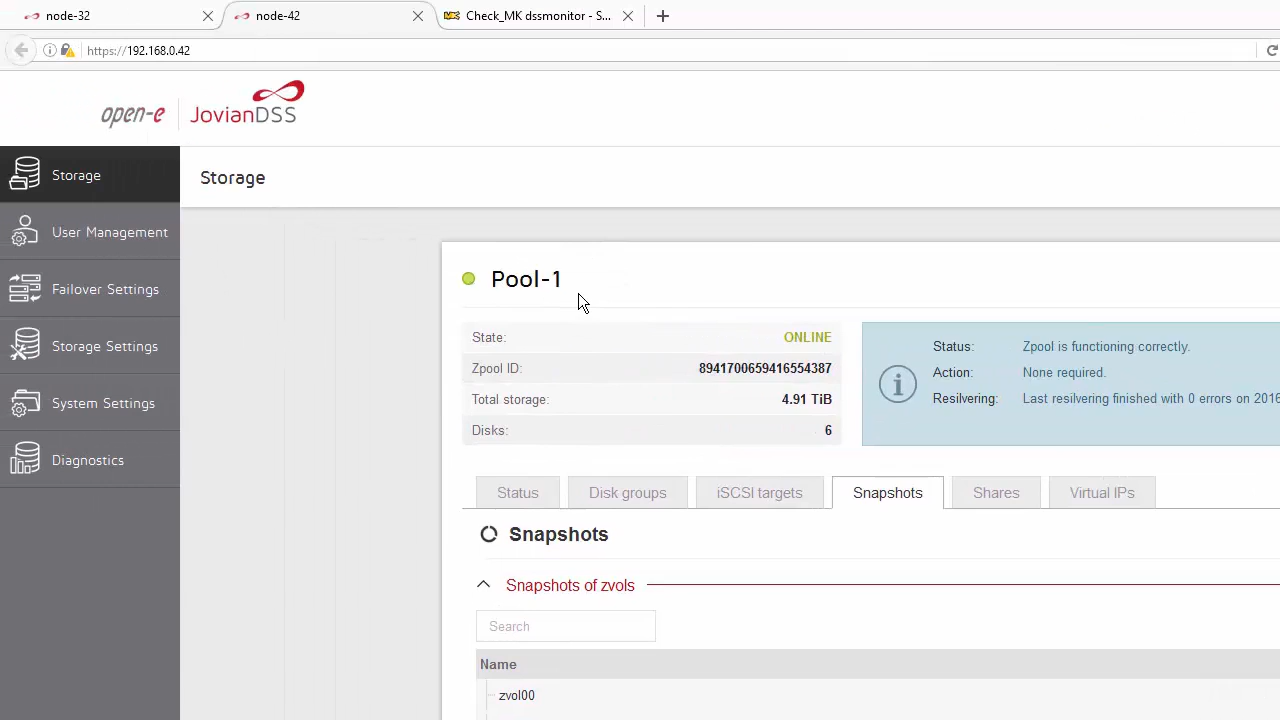 node-32
node-42
Check_MK dssmonitor - S...
https://192.168.0.42
open-e JovianDSS
Storage
User Management
Failover Settings
Storage Settings
System Settings
Diagnostics
Storage
Pool-1
State: ONLINE
Zpool ID: 8941700659416554387
Total storage: 4.91 TiB
Disks: 6
Status: Zpool is functioning correctly.
Action: None required.
Resilvering: Last resilvering finished with 0 errors on 2016
Status
Disk groups
iSCSI targets
Snapshots
Shares
Virtual IPs
Snapshots
Snapshots of zvols
Search
Name
zvol00